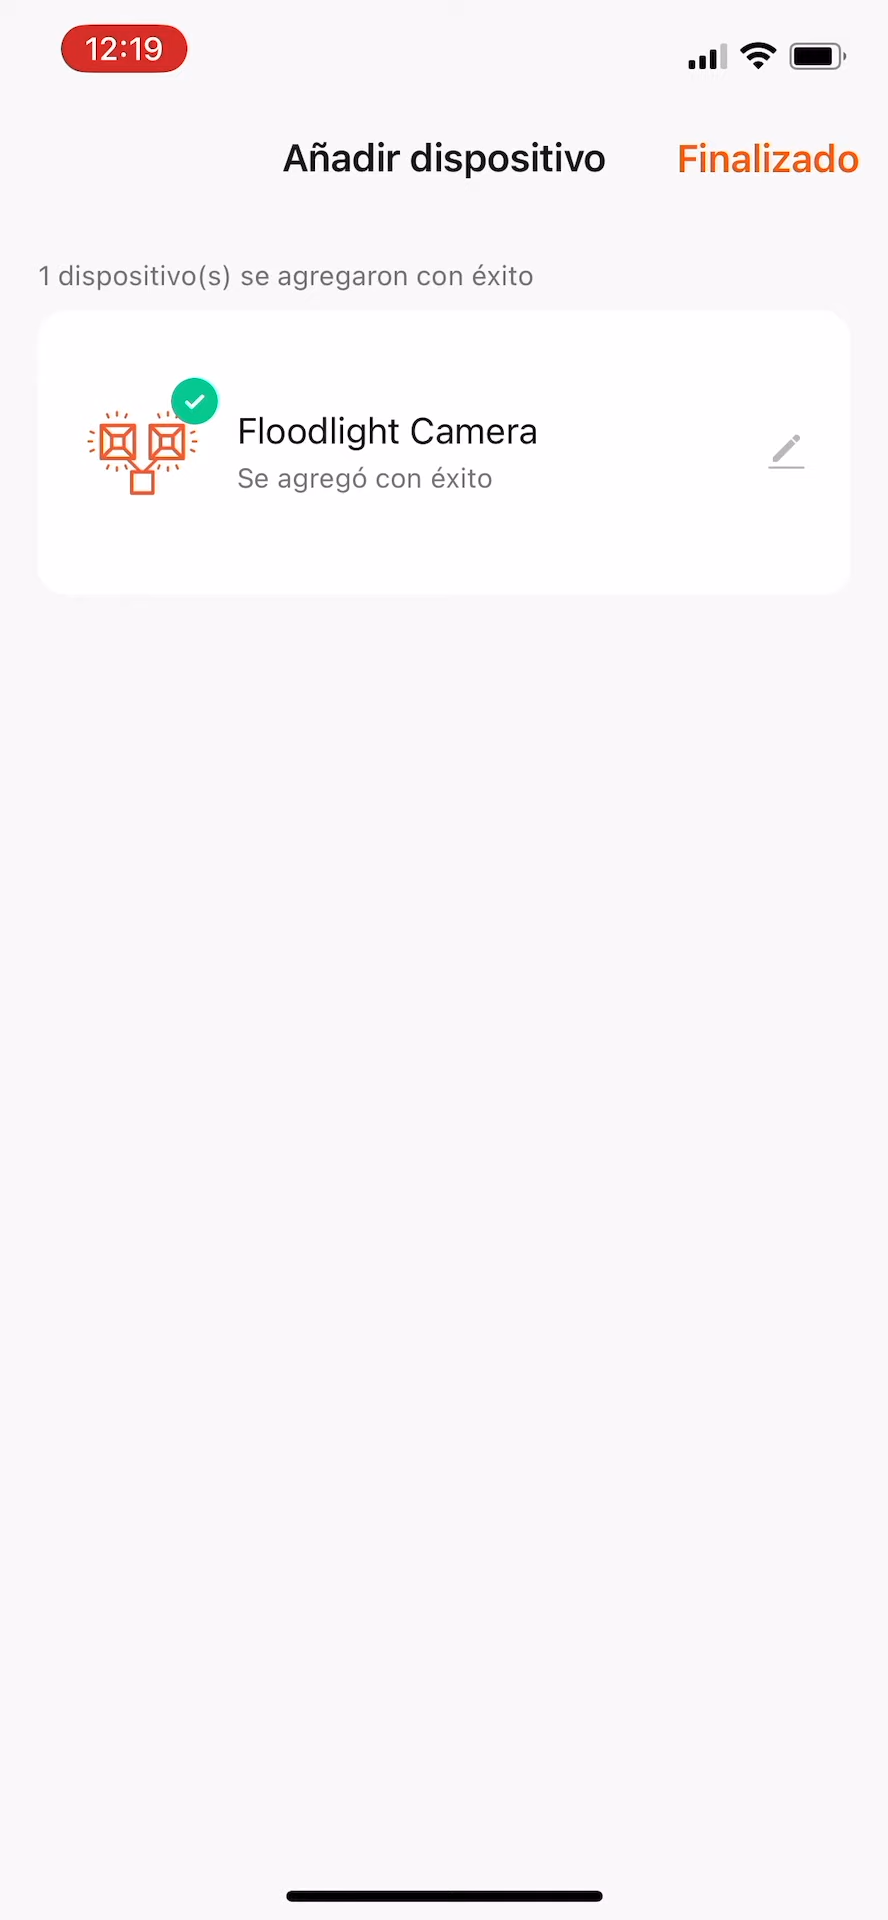 12:19
Añadir dispositivo
Finalizado
1 dispositivo(s) se agregaron con éxito
Floodlight Camera
Se agregó con éxito